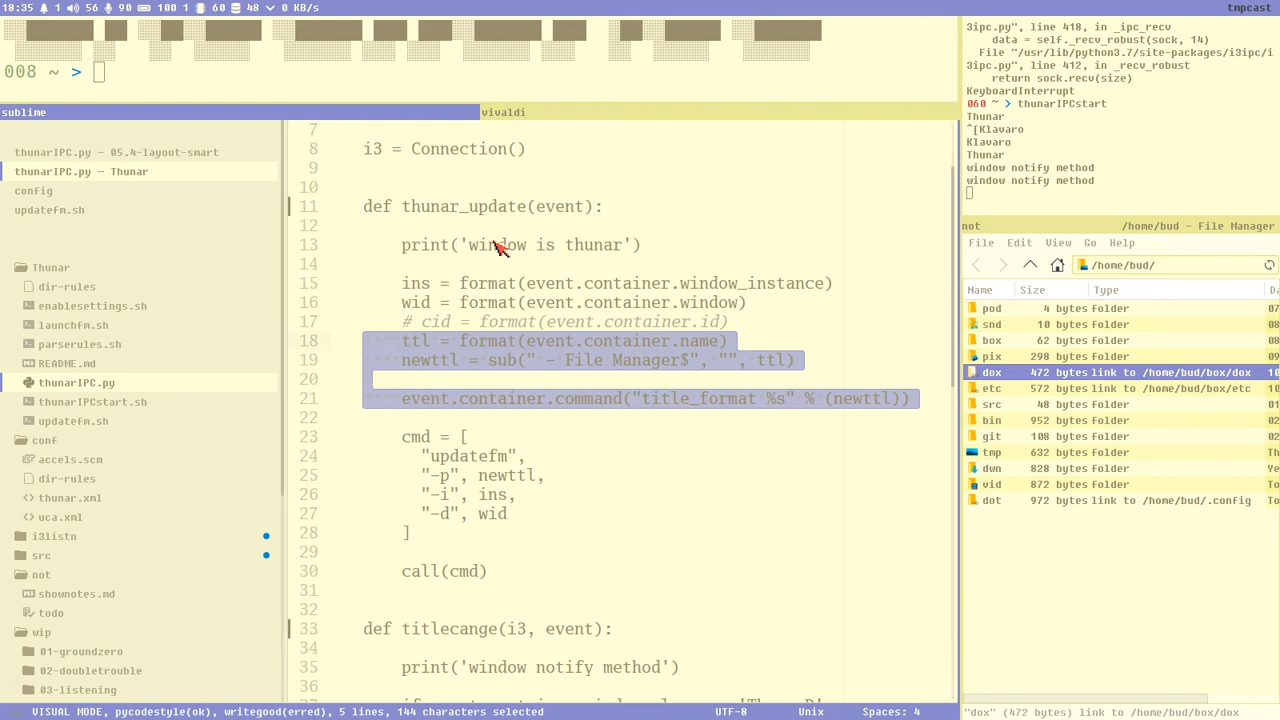 18:35 1 56 90 100 1 60 48 0 KB/s
tmpcast
008 ~ >
sublime
vivaldi
thunarIPC.py — 05.4-layout-smart
thunarIPC.py — Thunar
config
updatefm.sh
Thunar
dir-rules
enablesettings.sh
launchfm.sh
parserules.sh
README.md
thunarIPC.py
thunarIPCstart.sh
updatefm.sh
conf
accels.scm
dir-rules
thunar.xml
uca.xml
i3listn
src
not
shownotes.md
todo
wip
01-groundzero
02-doubletrouble
03-listening
7
8 i3 = Connection()
9
10
11 def thunar_update(event):
12
13 print('window is thunar')
14
15 ins = format(event.container.window_instance)
16 wid = format(event.container.window)
17 # cid = format(event.container.id)
18 ttl = format(event.container.name)
19 newttl = sub(" - File Manager$", "", ttl)
20
21 event.container.command("title_format %s" % (newttl))
22
23 cmd = [
24 "updatefm",
25 "-p", newttl,
26 "-i", ins,
27 "-d", wid
28 ]
29
30 call(cmd)
31
32
33 def titlecange(i3, event):
34
35 print('window notify method')
36
3ipc.py", line 418, in _ipc_recv
data = self._recv_robust(sock, 14)
File "/usr/lib/python3.7/site-packages/i3ipc/i
3ipc.py", line 412, in _recv_robust
return sock.recv(size)
KeyboardInterrupt
060 ~ > thunarIPCstart
Thunar
^[Klavaro
Klavaro
Thunar
window notify method
window notify method
not /home/bud - File Manager
File Edit View Go Help
/home/bud/
Name Size Type Da
pod 4 bytes folder 07
snd 10 bytes folder 02
box 62 bytes folder 02
pix 298 bytes folder 09
dox 472 bytes link to /home/bud/box/dox 10
etc 572 bytes link to /home/bud/box/etc 10
src 48 bytes folder 02
bin 952 bytes folder 02
git 108 bytes folder 02
tmp 632 bytes folder Th
dwn 828 bytes folder Ye
vid 872 bytes folder To
dot 972 bytes link to /home/bud/.config To
"dox" (472 bytes) link to /home/bud/box/dox
VISUAL MODE, pycodestyle(ok), writegood(erred), 5 lines, 144 characters selected
UTF-8
Unix
Spaces: 4